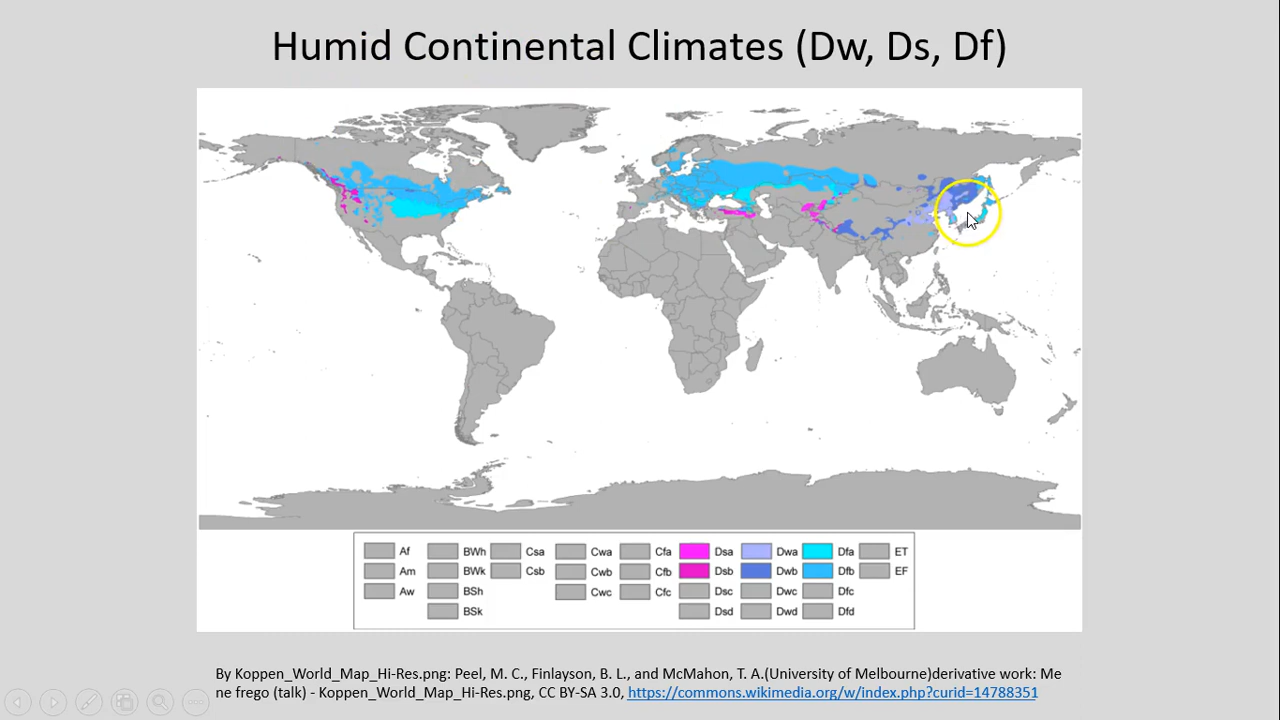 Humid Continental Climates (Dw, Ds, Df)
Af BWh Csa Cwa Cfa Dsa Dwa Dfa ET
Am BWk Csb Cwb Cfb Dsb Dwb Dfb EF
Aw BSh Cwc Cfc Dsc Dwc Dfc
BSk Dsd Dwd Dfd
By Koppen_World_Map_Hi-Res.png: Peel, M. C., Finlayson, B. L., and McMahon, T. A.(University of Melbourne)derivative work: Me
ne frego (talk) - Koppen_World_Map_Hi-Res.png, CC BY-SA 3.0, https://commons.wikimedia.org/w/index.php?curid=14788351